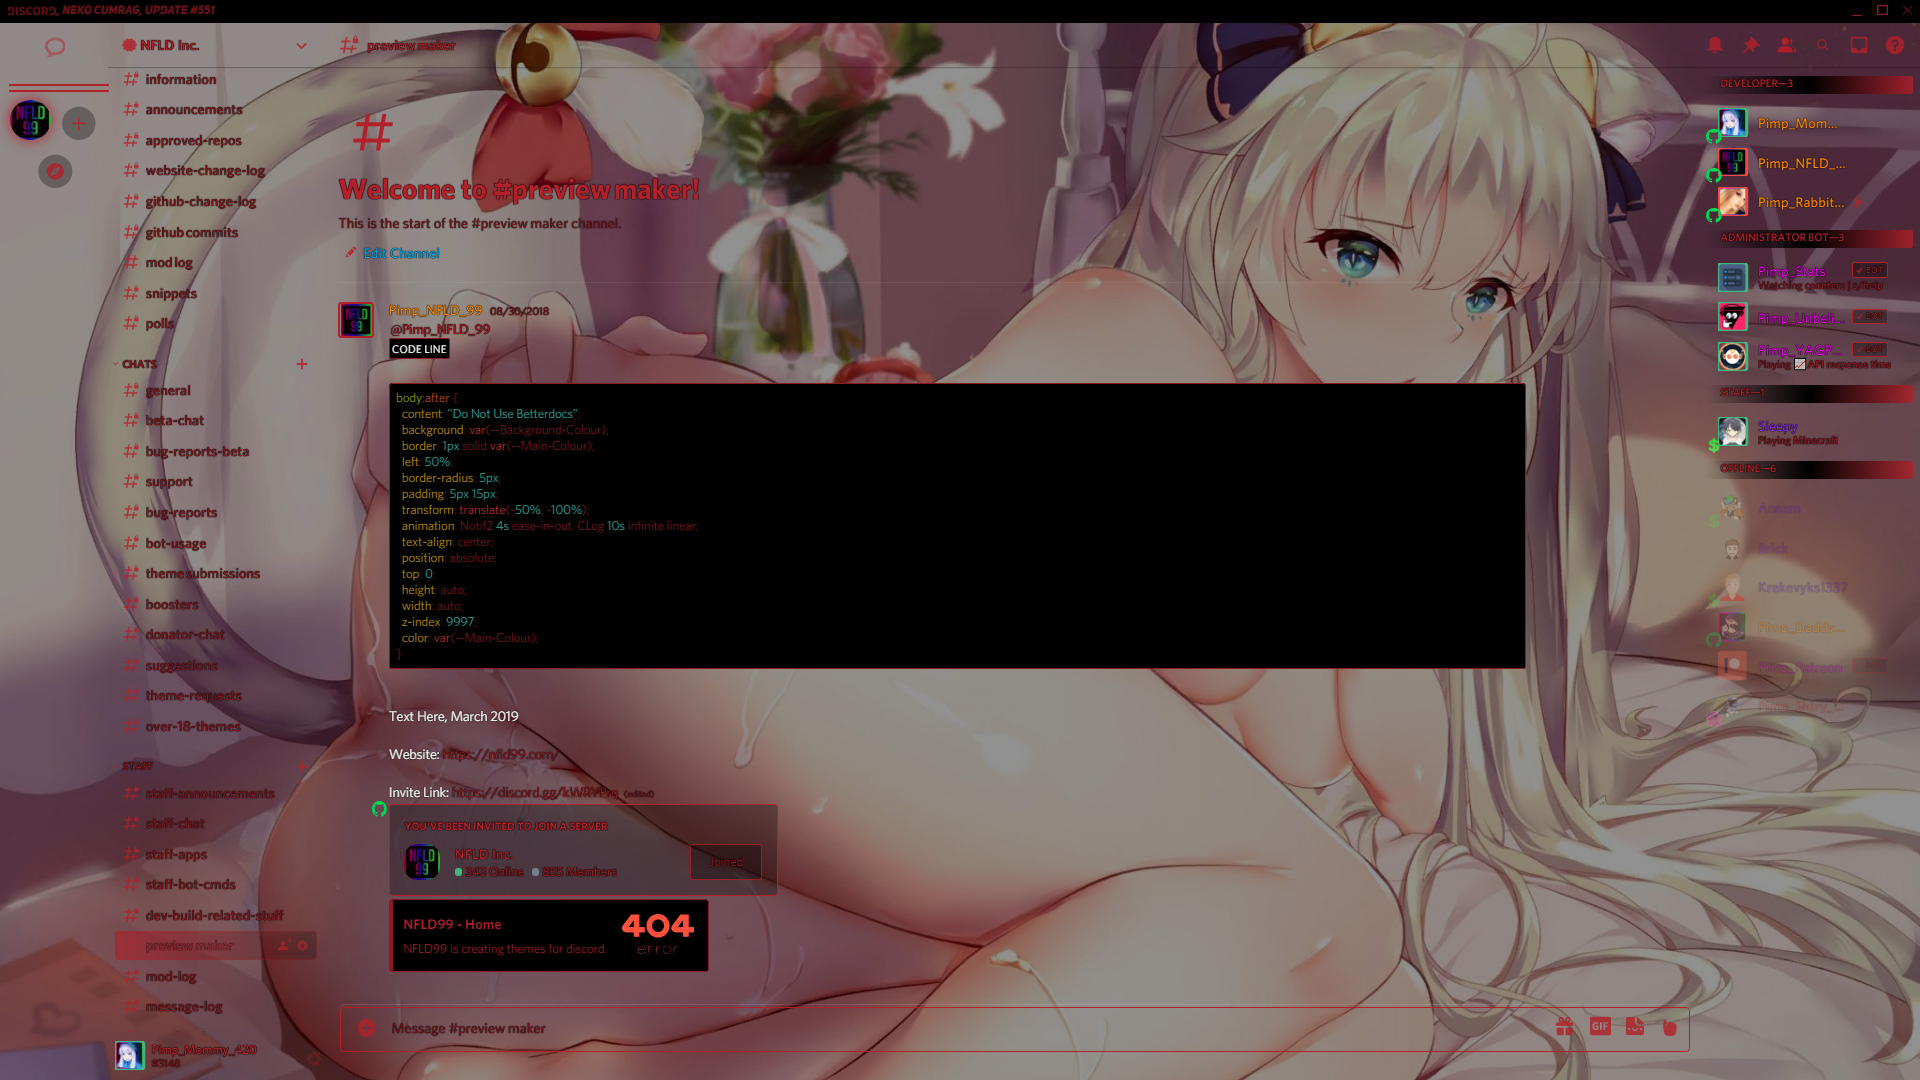 DISCORD, NEKO CUMRAG, UPDATE #551
NFLD Inc.
preview maker
information
announcements
approved-repos
website-change-log
github-change-log
github commits
mod log
snippets
polls
CHATS
general
beta-chat
bug-reports-beta
support
bug-reports
bot-usage
theme submissions
boosters
donator-chat
suggestions
theme-requests
over-18-themes
STAFF
staff-announcements
staff-chat
staff-apps
staff-bot-cmds
dev-build-related-stuff
preview maker
mod-log
message-log
Pimp_Mommy_420
#3148
NFLD
99
Welcome to #preview maker!
This is the start of the #preview maker channel.
Edit Channel
NFLD
99
Pimp_NFLD_99 08/30/2018
@Pimp_NFLD_99
CODE LINE
body:after {
content: "Do Not Use Betterdocs";
background: var(--Background-Colour);
border: 1px solid var(--Main-Colour);
left: 50%;
border-radius: 5px;
padding: 5px 15px;
transform: translate(-50%, -100%);
animation: Notif2 4s ease-in-out, CLog 10s infinite linear;
text-align: center;
position: absolute;
top: 0;
height: auto;
width: auto;
z-index: 9997;
color: var(--Main-Colour);
}
Text Here, March 2019
Website: https://nfld99.com/
Invite Link: (edited)
YOU'VE BEEN INVITED TO JOIN A SERVER
NFLD
99
NFLD Inc.
343 Online 855 Members
Joined
NFLD99 - Home
NFLD99 is creating themes for discord.
404
error
Message #preview maker
GIF
DEVELOPER—3
Pimp_Mom...
NFLD
99
Pimp_NFLD_...
Pimp_Rabbit...
ADMINISTRATOR BOT—3
Pimp_Stats BOT
Watching counters | s/help
Pimp_Unbeli... BOT
Pimp_YAGP... BOT
Playing API response time
STAFF—1
Sleepy
Playing Minecraft
OFFLINE—6
Brick
Krekevyks1337
Pimp_Patreon